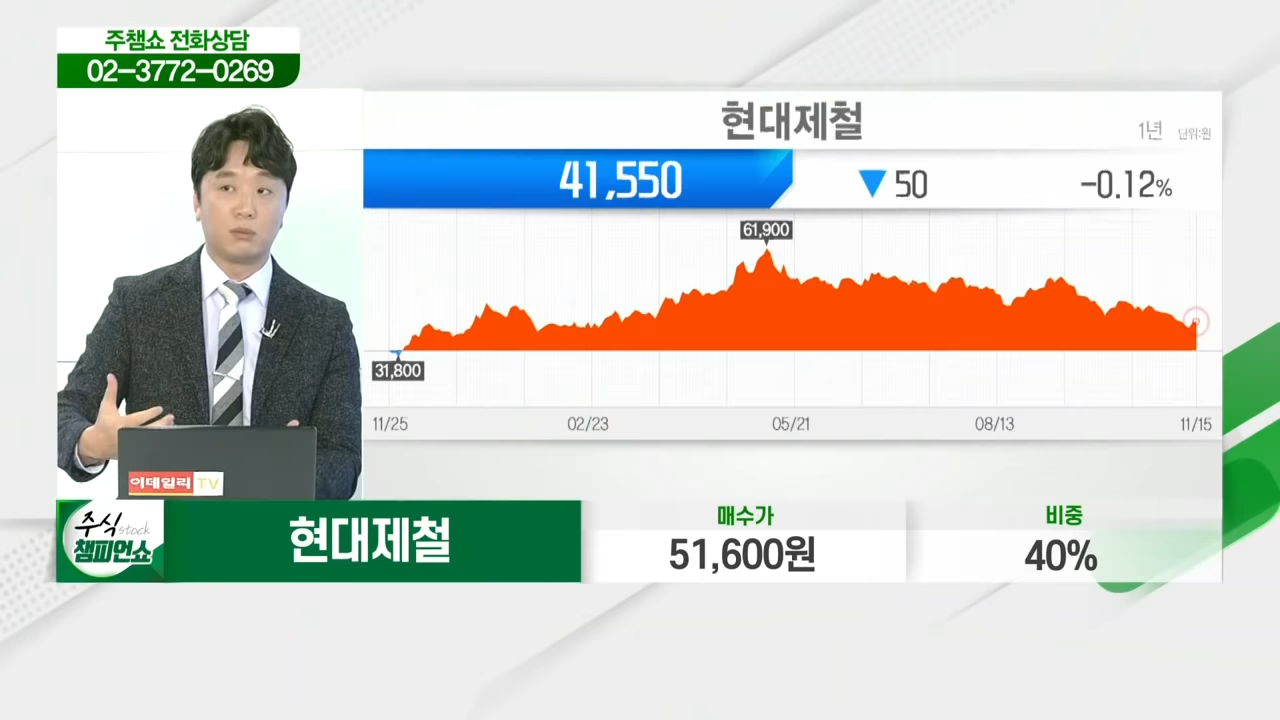 주챔쇼 전화상담
02-3772-0269
현대제철
1년 단위:원
41,550 ▼50 -0.12%
61,900
31,800
11/25 02/23 05/21 08/13 11/15
이데일리 TV
주식 stock
챔피언쇼
현대제철
매수가
51,600원
비중
40%